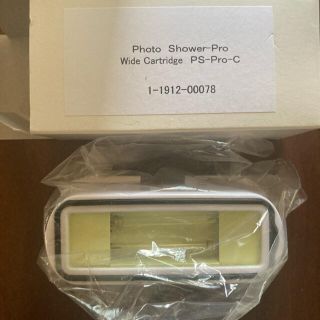 Photo Shower-Pro
Wide Cartridge PS-Pro-C
1-1912-00078